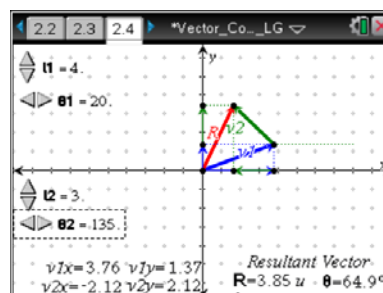 2.2 2.3 2.4 *Vector_Co..._LG
y
l1 =4.
θ1=20.
R
v2
v1
x
l2 =3.
θ2=135.
Resultant Vector
v1x=3.76 v1y=1.37
R=3.85 u θ=64.9°
v2x=-2.12 v2y=2.12